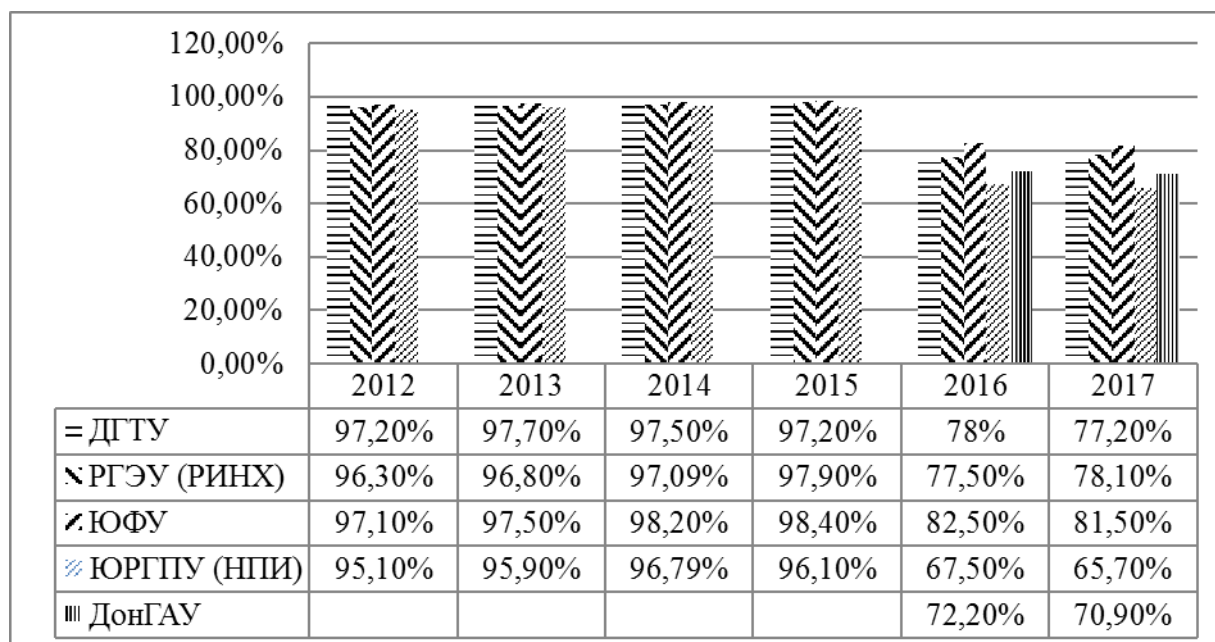 120,00%
100,00%
80,00%
60,00%
40,00%
20,00%
0,00%
2012 2013 2014 2015 2016 2017
ДГТУ 97,20% 97,70% 97,50% 97,20% 78% 77,20%
РГЭУ (РИНХ) 96,30% 96,80% 97,09% 97,90% 77,50% 78,10%
ЮФУ 97,10% 97,50% 98,20% 98,40% 82,50% 81,50%
ЮРГПУ (НПИ) 95,10% 95,90% 96,79% 96,10% 67,50% 65,70%
ДонГАУ 72,20% 70,90%